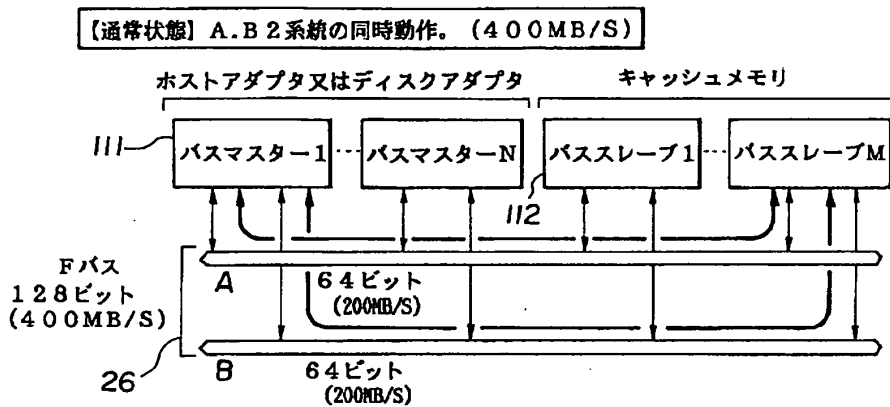 【通常状態】 A.B2系統の同時動作。(400MB/S)
ホストアダプタ又はディスクアダプタ
キャッシュメモリ
111
バスマスター1
バスマスターN
バススレーブ1
バススレーブM
112
Fバス
128ビット
(400MB/S)
A
64ビット
(200MB/S)
B
64ビット
(200MB/S)
26